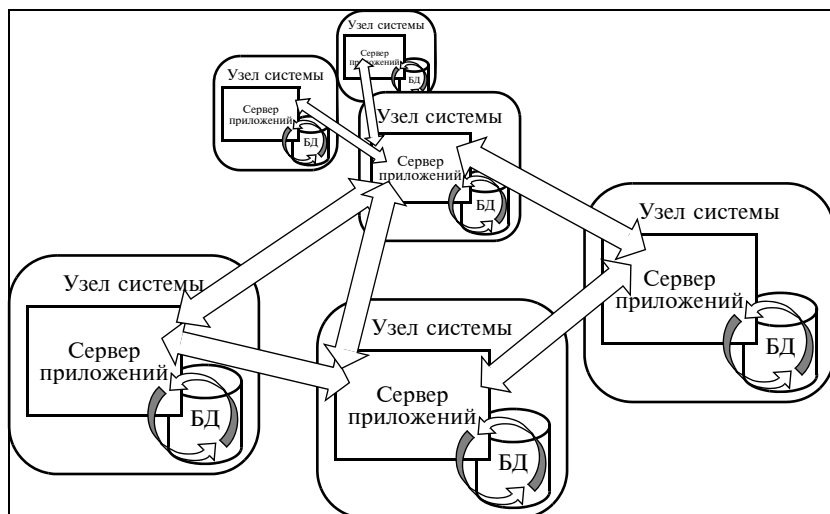 Узел системы
Сервер
приложений
БД
Узел системы
Сервер
приложений
БД
Узел системы
Сервер
приложений
БД
Узел системы
Сервер
приложений
БД
Узел системы
Сервер
приложений
БД
Узел системы
Сервер
приложений
БД